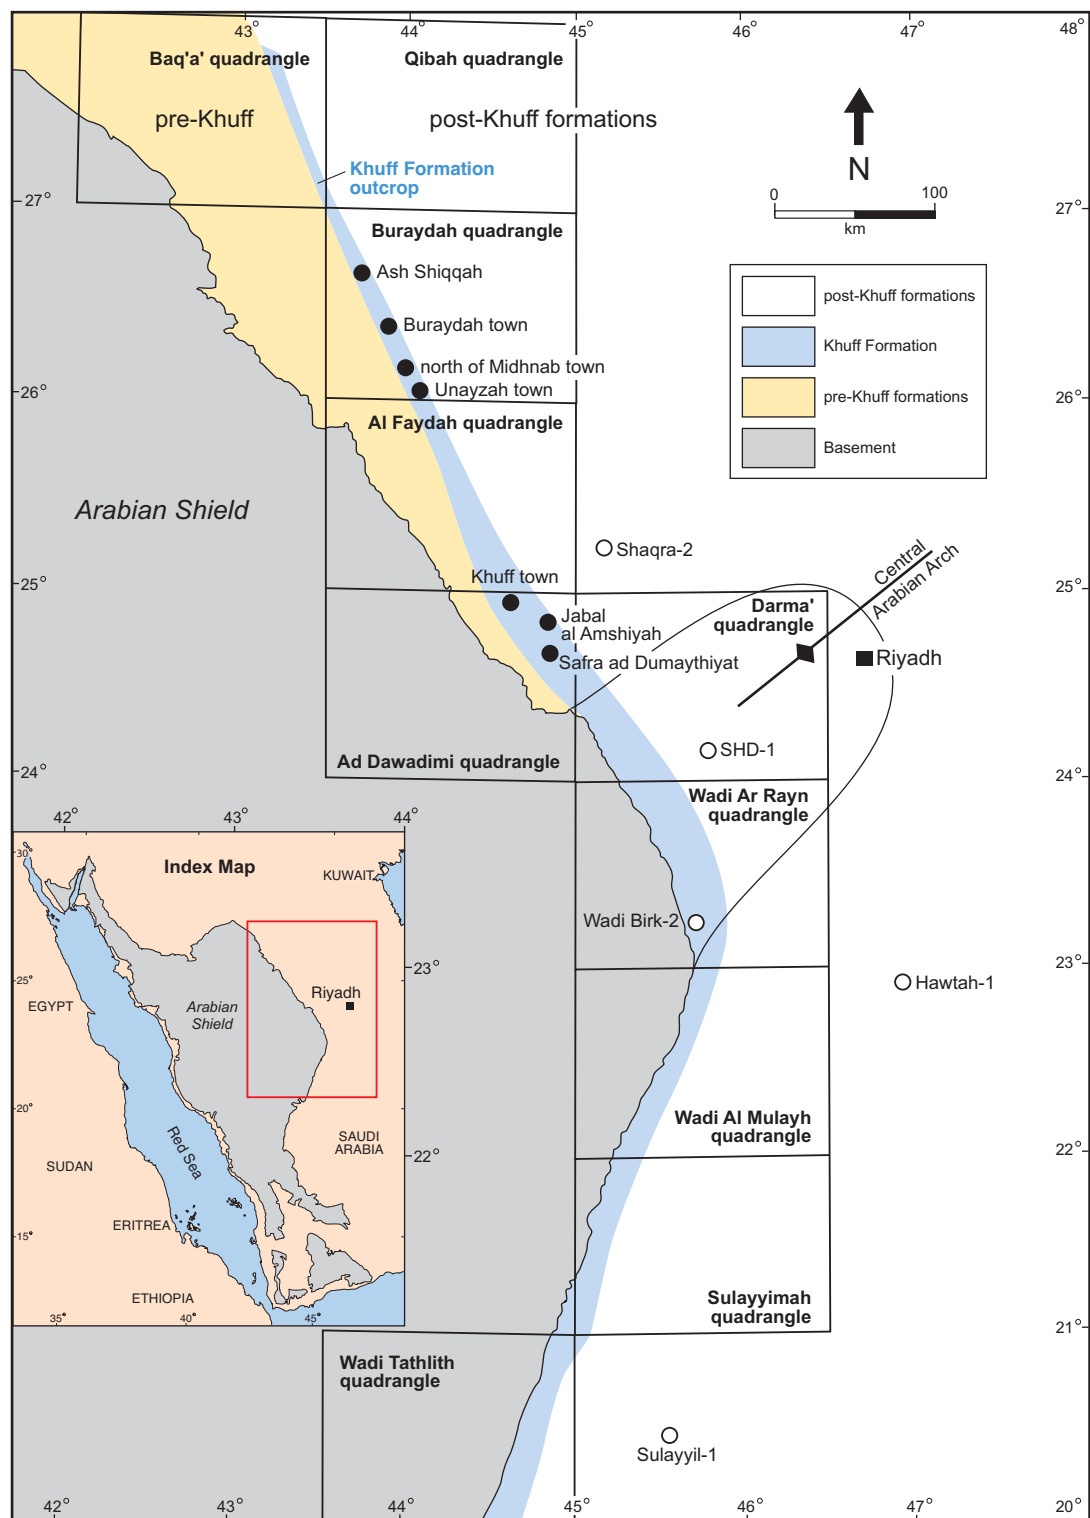 43°
44°
45°
46°
47°
48°
Baq'a' quadrangle
Qibah quadrangle
pre-Khuff
post-Khuff formations
N
Khuff Formation
outcrop
0
100
km
27°
27°
Buraydah quadrangle
Ash Shiqqah
post-Khuff formations
Buraydah town
Khuff Formation
north of Midhnab town
Unayzah town
26°
26°
pre-Khuff formations
Al Faydah quadrangle
Basement
Arabian Shield
Shaqra-2
Central
Arabian Arch
Khuff town
25°
25°
Darma'
quadrangle
Jabal
al Amshiyah
Safra ad Dumaythiyat
Riyadh
SHD-1
Ad Dawadimi quadrangle
24°
24°
Wadi Ar Rayn
quadrangle
42°
43°
44°
Index Map
30°
KUWAIT
Wadi Birk-2
23°
23°
25°
Riyadh
EGYPT
Arabian
Shield
Hawtah-1
20°
Red Sea
SAUDI
ARABIA
Wadi Al Mulayh
quadrangle
22°
22°
SUDAN
ERITREA
15°
ETHIOPIA
35°
40°
45°
Sulayyimah
quadrangle
21°
Wadi Tathlith
quadrangle
Sulayyil-1
42°
43°
44°
45°
46°
47°
20°